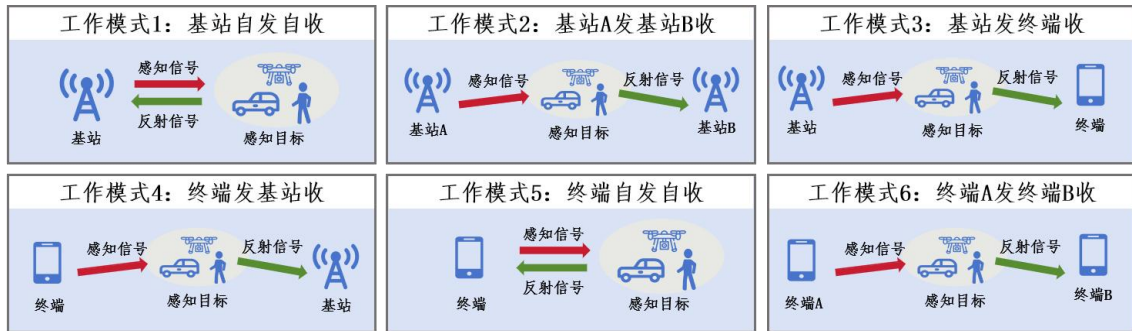 工作模式1：基站自发自收
感知信号
反射信号
基站
感知目标
工作模式2：基站A发基站B收
感知信号
反射信号
基站A
感知目标
基站B
工作模式3：基站发终端收
感知信号
反射信号
基站
感知目标
终端
工作模式4：终端发基站收
感知信号
反射信号
终端
感知目标
基站
工作模式5：终端自发自收
感知信号
反射信号
终端
感知目标
工作模式6：终端A发终端B收
感知信号
反射信号
终端A
感知目标
终端B